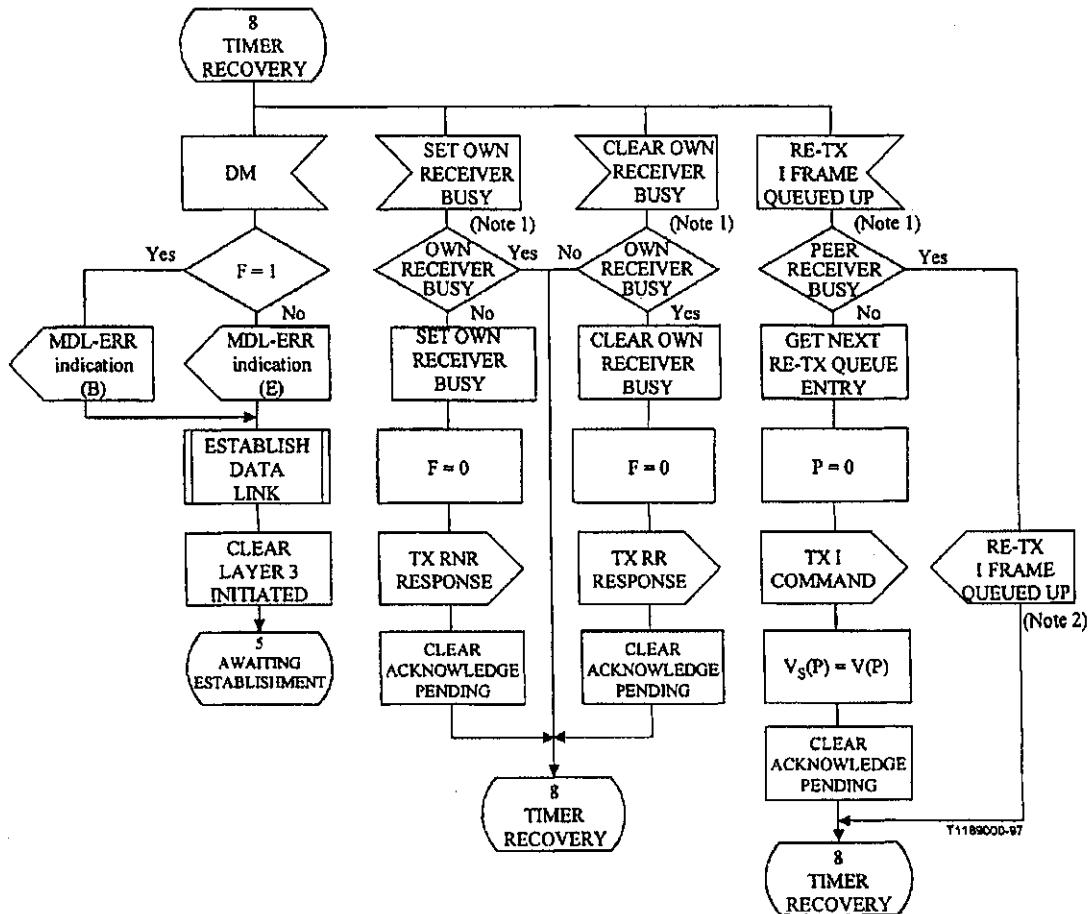 8
TIMER
RECOVERY
DM
SET OWN
RECEIVER
BUSY
CLEAR OWN
RECEIVER
BUSY
RE-TX
I FRAME
QUEUED UP
(Note 1)
(Note 1)
(Note 1)
Yes
F = 1
No
OWN
RECEIVER
BUSY
Yes
No
No
OWN
RECEIVER
BUSY
Yes
PEER
RECEIVER
BUSY
Yes
No
MDL-ERR
indication
(B)
MDL-ERR
indication
(E)
SET OWN
RECEIVER
BUSY
CLEAR OWN
RECEIVER
BUSY
GET NEXT
RE-TX QUEUE
ENTRY
ESTABLISH
DATA
LINK
F = 0
F = 0
P = 0
CLEAR
LAYER 3
INITIATED
TX RNR
RESPONSE
TX RR
RESPONSE
TX I
COMMAND
RE-TX
I FRAME
QUEUED UP
(Note 2)
5
AWAITING
ESTABLISHMENT
CLEAR
ACKNOWLEDGE
PENDING
CLEAR
ACKNOWLEDGE
PENDING
VS(P) = V(P)
CLEAR
ACKNOWLEDGE
PENDING
8
TIMER
RECOVERY
T1189000-97
8
TIMER
RECOVERY